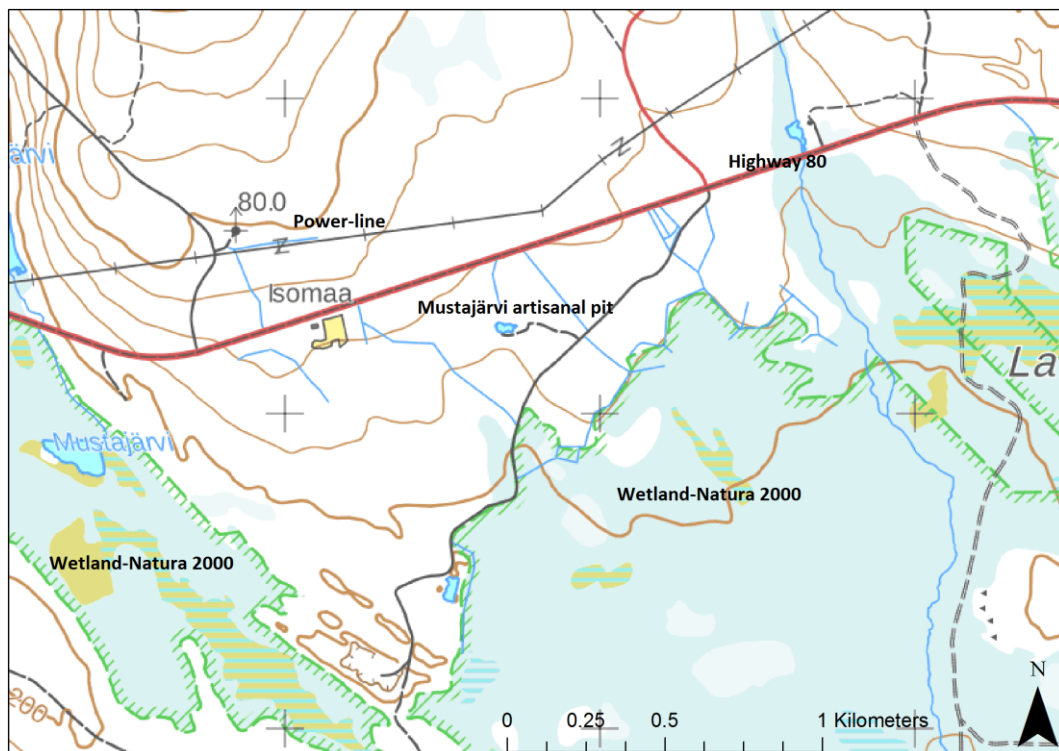 ärvi
Highway 80
80.0
Power-line
Z
Z
Isomaa
Mustajärvi artisanal pit
La
Mustajärvi
Wetland-Natura 2000
Wetland-Natura 2000
200
N
0 0.25 0.5 1 Kilometers